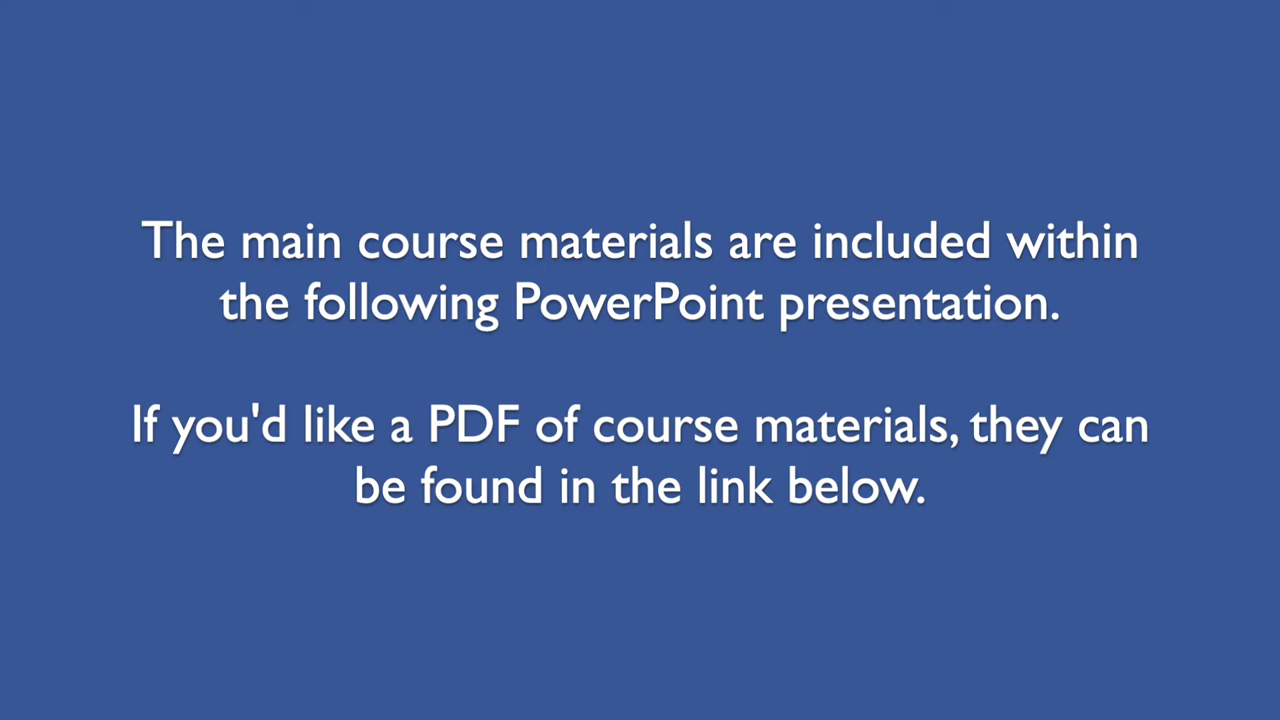 The main course materials are included within
the following PowerPoint presentation.
If you'd like a PDF of course materials, they can
be found in the link below.